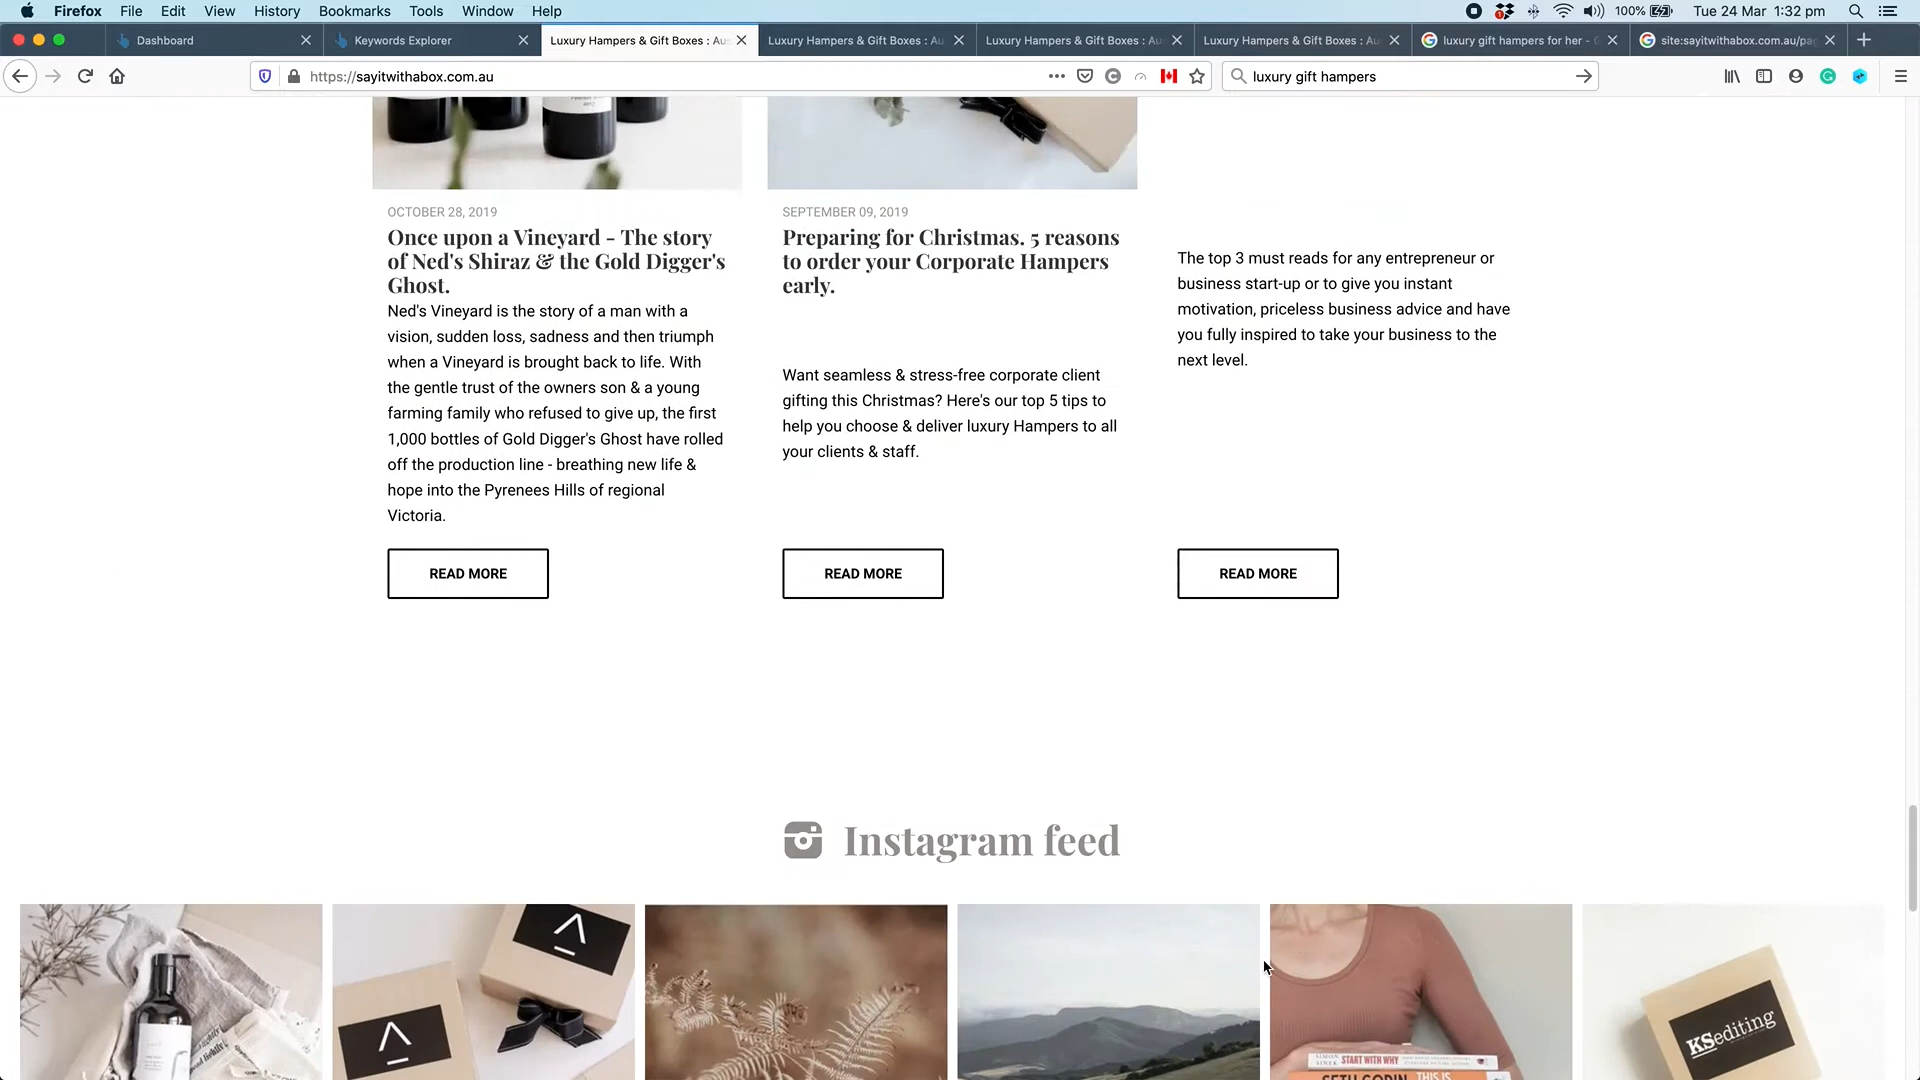 Firefox File Edit View History Bookmarks Tools Window Help 100% Tue 24 Mar 1:32 pm
Dashboard Keywords Explorer Luxury Hampers & Gift Boxes : Au Luxury Hampers & Gift Boxes : Au Luxury Hampers & Gift Boxes : Au Luxury Hampers & Gift Boxes : Au luxury gift hampers for her - site:sayitwithabox.com.au/pa
https://sayitwithabox.com.au luxury gift hampers
OCTOBER 28, 2019
Once upon a Vineyard - The story
of Ned's Shiraz & the Gold Digger's
Ghost.
Ned's Vineyard is the story of a man with a
vision, sudden loss, sadness and then triumph
when a Vineyard is brought back to life. With
the gentle trust of the owners son & a young
farming family who refused to give up, the first
1,000 bottles of Gold Digger's Ghost have rolled
off the production line - breathing new life &
hope into the Pyrenees Hills of regional
Victoria.
READ MORE
SEPTEMBER 09, 2019
Preparing for Christmas. 5 reasons
to order your Corporate Hampers
early.
Want seamless & stress-free corporate client
gifting this Christmas? Here's our top 5 tips to
help you choose & deliver luxury Hampers to all
your clients & staff.
READ MORE
The top 3 must reads for any entrepreneur or
business start-up or to give you instant
motivation, priceless business advice and have
you fully inspired to take your business to the
next level.
READ MORE
Instagram feed
START WITH WHY
SETH GODIN THIS IS
KSediting